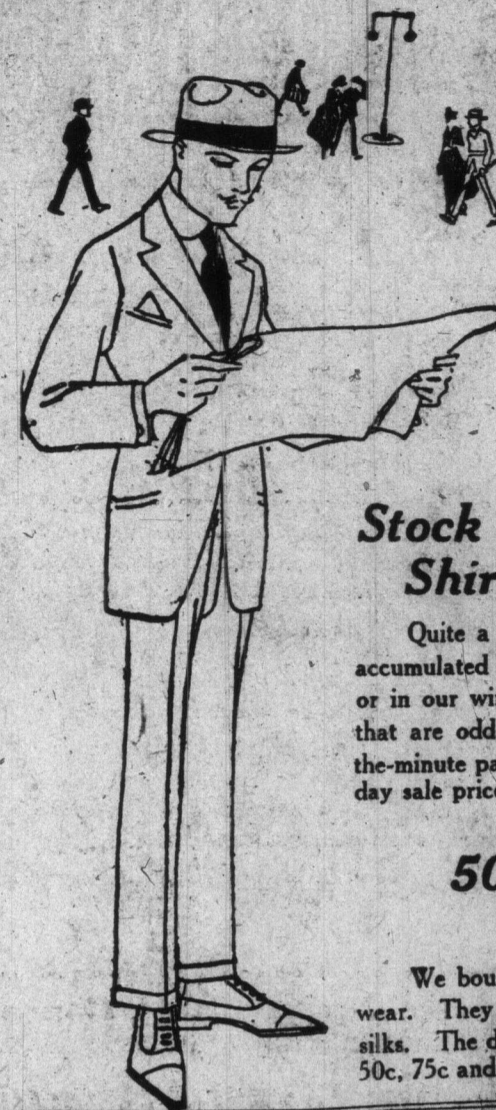 Stock
Shir
Quite a
accumulated
or in our wi
that are odd
the-minute pa
day sale price
50
We bou
wear. They
silks. The d
50c, 75c and